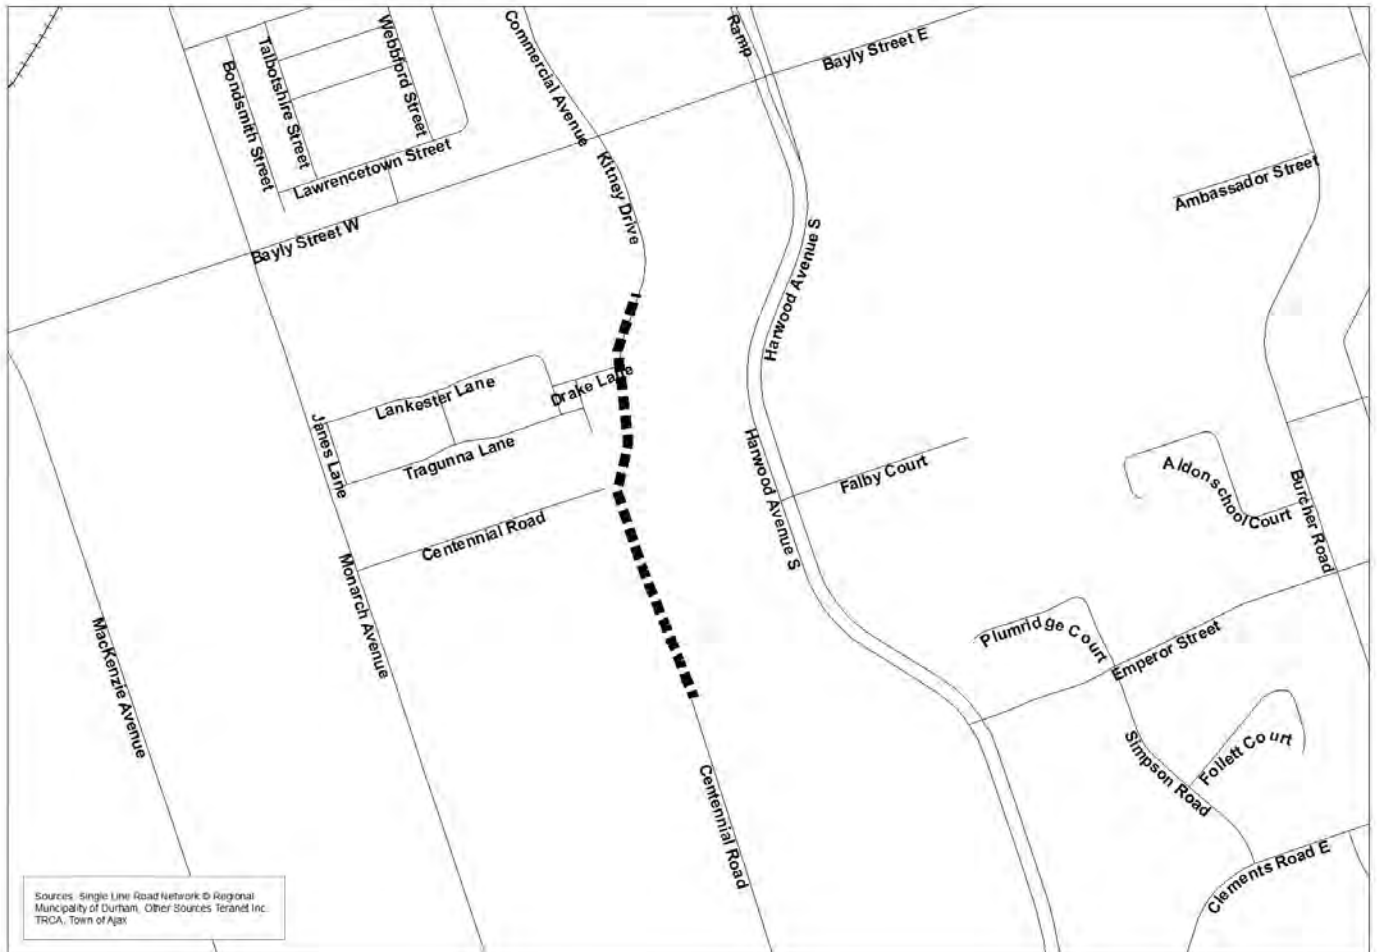 Ramp
Commercial Avenue
Webbford Street
Talbotshire Street
Bondsmith Street
Bayly Street E
Lawrencetown Street
Kitney Drive
Ambassador Street
Bayly Street W
Harwood Avenue S
Drake Lane
Lankester Lane
Janes Lane
Tragunna Lane
Harwood Avenue S
Falby Court
Aldonschool Court
Burcher Road
Centennial Road
Monarch Avenue
MacKenzie Avenue
Plumridge Court
Emperor Street
Simpson Road
Follett Court
Centennial Road
Clements Road E
Sources: Single Line Road Network © Regional
Muncipality of Durham, Other Sources Teranet Inc.
TRCA, Town of Ajax